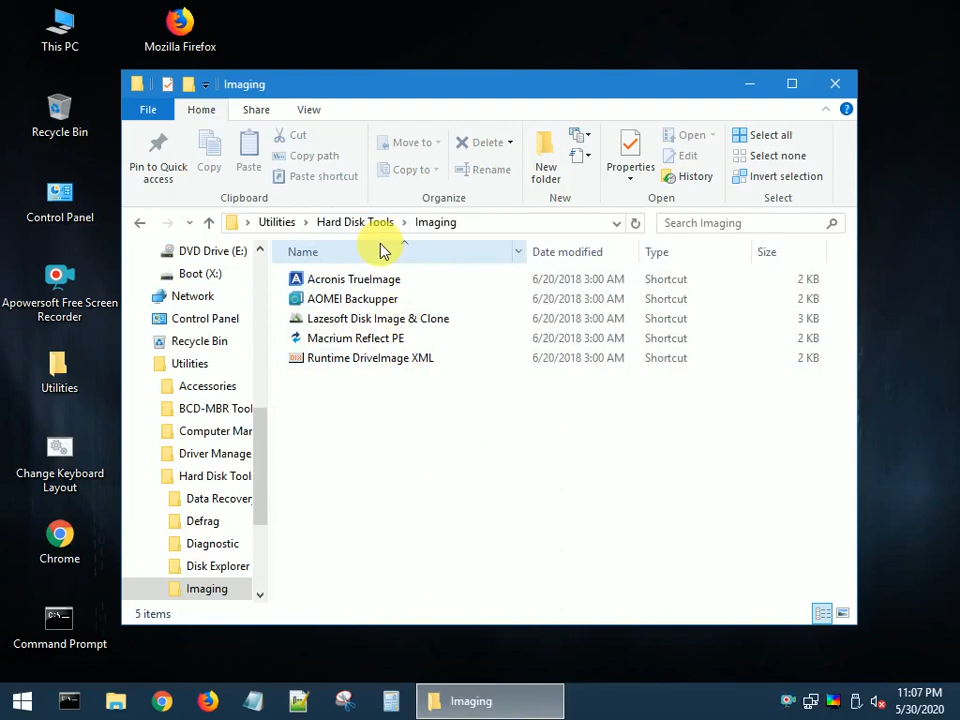 This PC
Mozilla Firefox
Recycle Bin
Control Panel
Apowersoft Free Screen
Recorder
Utilities
Change Keyboard
Layout
Chrome
Command Prompt
Imaging
File
Home
Share
View
Pin to Quick
access
Copy
Paste
Cut
Copy path
Paste shortcut
Clipboard
Move to
Copy to
Delete
Rename
Organize
New
folder
New
Properties
Open
Edit
History
Open
Select all
Select none
Invert selection
Select
Utilities
Hard Disk Tools
Imaging
Search Imaging
DVD Drive (E:)
Boot (X:)
Network
Control Panel
Recycle Bin
Utilities
Accessories
BCD-MBR Tool
Computer Mar
Driver Manage
Hard Disk Tool
Data Recover
Defrag
Diagnostic
Disk Explorer
Imaging
Name Date modified Type Size
Acronis TrueImage 6/20/2018 3:00 AM Shortcut 2 KB
AOMEI Backupper 6/20/2018 3:00 AM Shortcut 2 KB
Lazesoft Disk Image & Clone 6/20/2018 3:00 AM Shortcut 3 KB
Macrium Reflect PE 6/20/2018 3:00 AM Shortcut 2 KB
Runtime DriveImage XML 6/20/2018 3:00 AM Shortcut 2 KB
5 items
Imaging
11:07 PM
5/30/2020